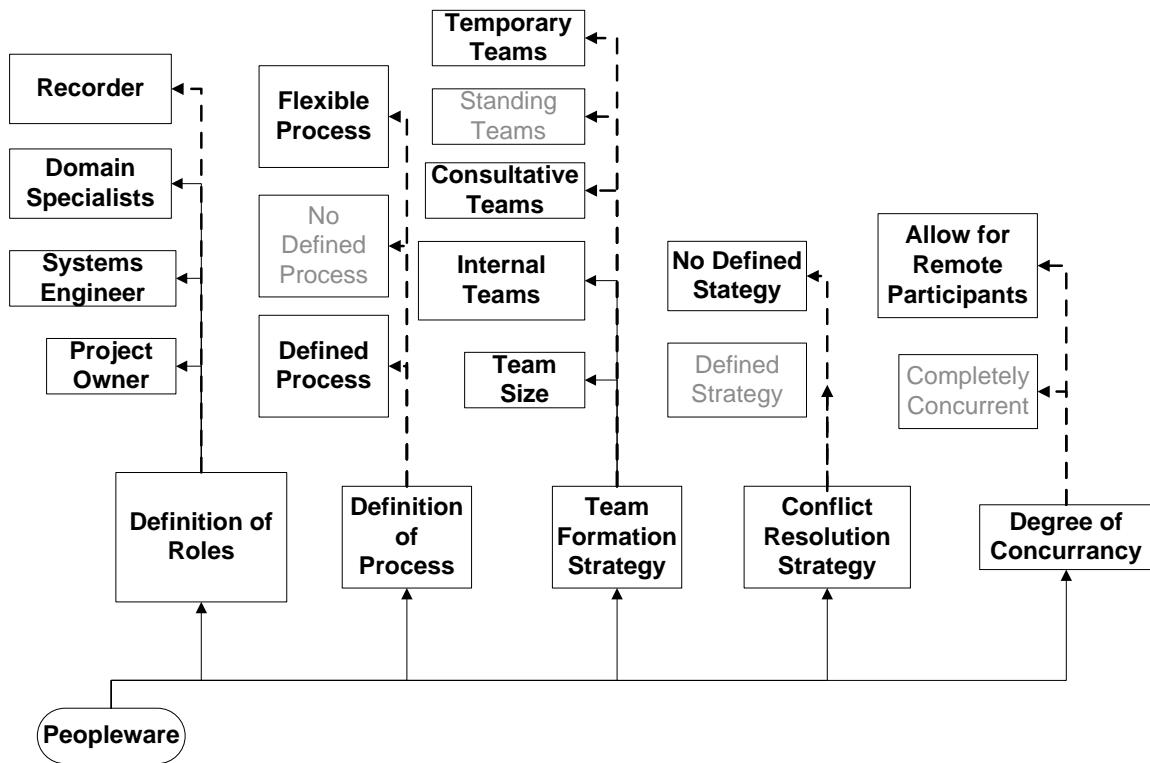 Recorder
Domain
Specialists
Systems
Engineer
Project
Owner
Definition of
Roles
Flexible
Process
No
Defined
Process
Defined
Process
Definition
of
Process
Temporary
Teams
Standing
Teams
Consultative
Teams
Internal
Teams
Team
Size
Team
Formation
Strategy
No Defined
Stategy
Defined
Strategy
Conflict
Resolution
Strategy
Allow for
Remote
Participants
Completely
Concurrent
Degree of
Concurrancy
Peopleware